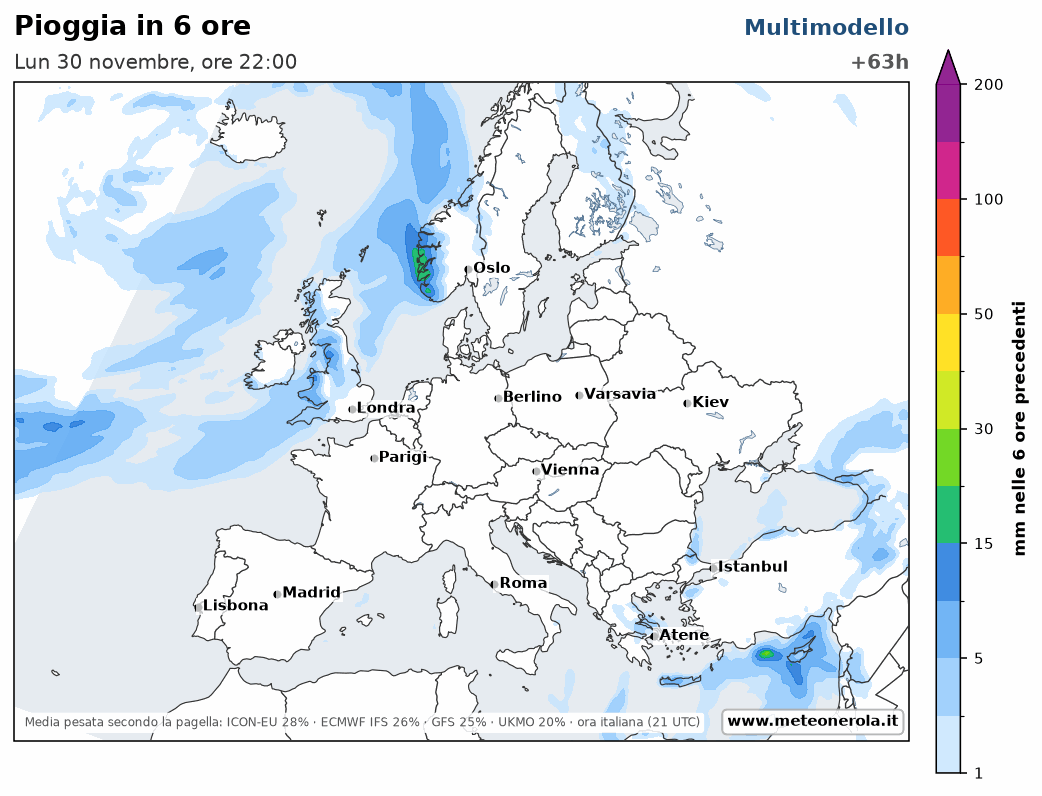 Pioggia in 6 ore
Multimodello
Lun 30 novembre, ore 22:00
+63h
200
100
50
30
15
5
1
mm nelle 6 ore precedenti
Oslo
Londra
Berlino
Varsavia
Kiev
Parigi
Vienna
Istanbul
Roma
Madrid
Lisbona
Atene
Media pesata secondo la pagella: ICON-EU 28% · ECMWF IFS 26% · GFS 25% · UKMO 20% · ora italiana (21 UTC)
www.meteonerola.it